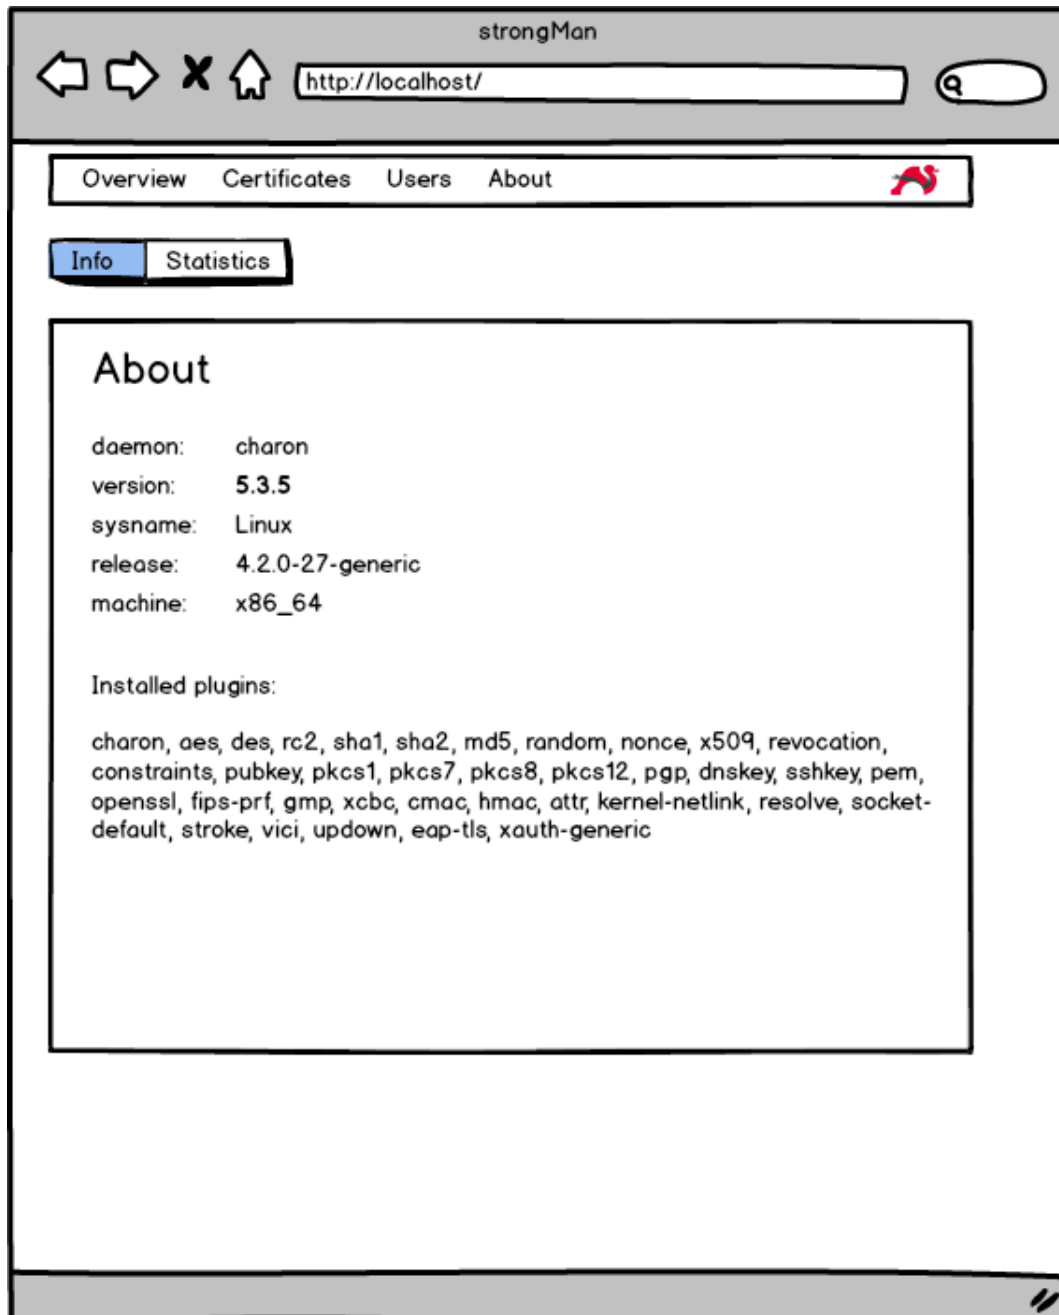 strongMan
http://localhost/
Overview Certificates Users About
Info Statistics
About
daemon: charon
version: 5.3.5
sysname: Linux
release: 4.2.0-27-generic
machine: x86_64
Installed plugins:
charon, aes, des, rc2, sha1, sha2, md5, random, nonce, x509, revocation,
constraints, pubkey, pkcs1, pkcs7, pkcs8, pkcs12, pgp, dnskey, sshkey, pem,
openssl, fips-prf, gmp, xcbc, cmac, hmac, attr, kernel-netlink, resolve, socket-
default, stroke, vici, updown, eap-tls, xauth-generic